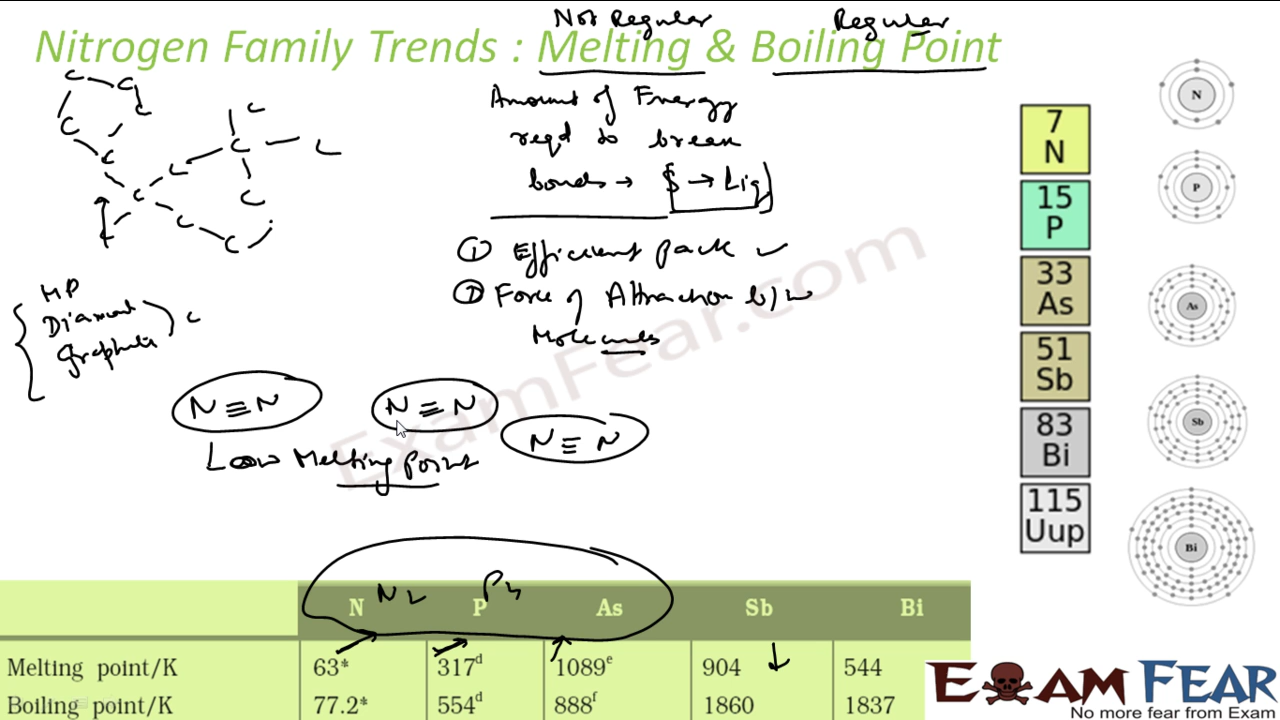 Not Regular
Regular
Nitrogen Family Trends : Melting & Boiling Point
Amount of Energy
reqd to break
bonds → S → Liq
① Efficient pack ✓
② Force of Attraction b/w
Molecules
C C
C C
C
C C C C
C C
C
C
MP
Diamond
Graphite
C
N≡N
N≡N
N≡N
Low Melting Point
ExamFear.com
7
N
15
P
33
As
51
Sb
83
Bi
115
Uup
N
P
As
Sb
Bi
N₂ P₄
N P As Sb Bi
Melting point/K 63* 317ᵈ 1089ᵉ 904 544
Boiling point/K 77.2* 554ᵈ 888ᶠ 1860 1837
EXAM FEAR
No more fear from Exam